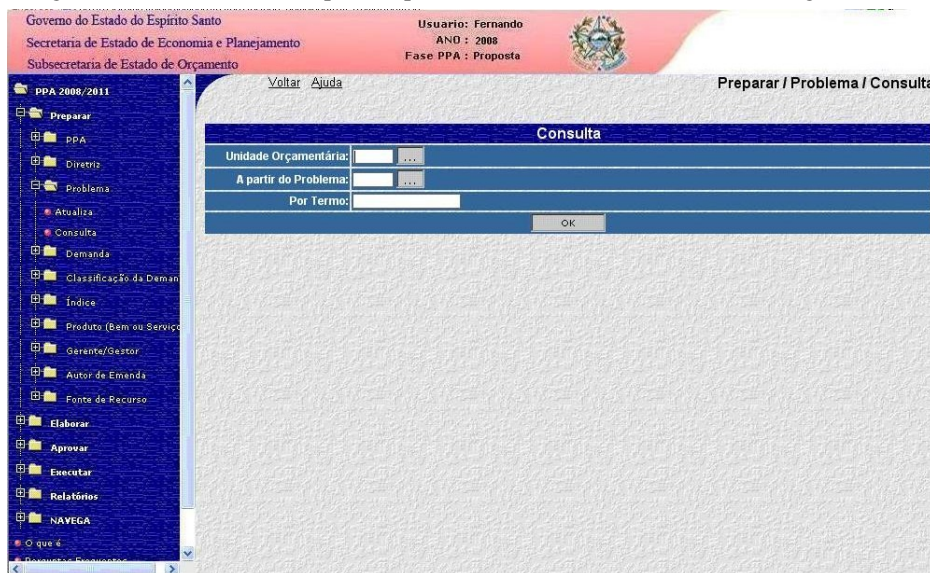 Governo do Estado do Espírito Santo
Secretaria de Estado de Economia e Planejamento
Subsecretaria de Estado de Orçamento
Usuario: Fernando
ANO : 2008
Fase PPA : Proposta
Voltar Ajuda
Preparar / Problema / Consulta
PPA 2008/2011
Preparar
PPA
Diretriz
Problema
Atualiza
Consulta
Demanda
Classificação da Deman
Índice
Produto (Bem ou Serviço
Gerente/Gestor
Autor de Emenda
Fonte de Recurso
Elaborar
Aprovar
Executar
Relatórios
NAVEGA
O que é
Perguntas Frequentes
Consulta
Unidade Orçamentária: ...
A partir do Problema: ...
Por Termo:
OK